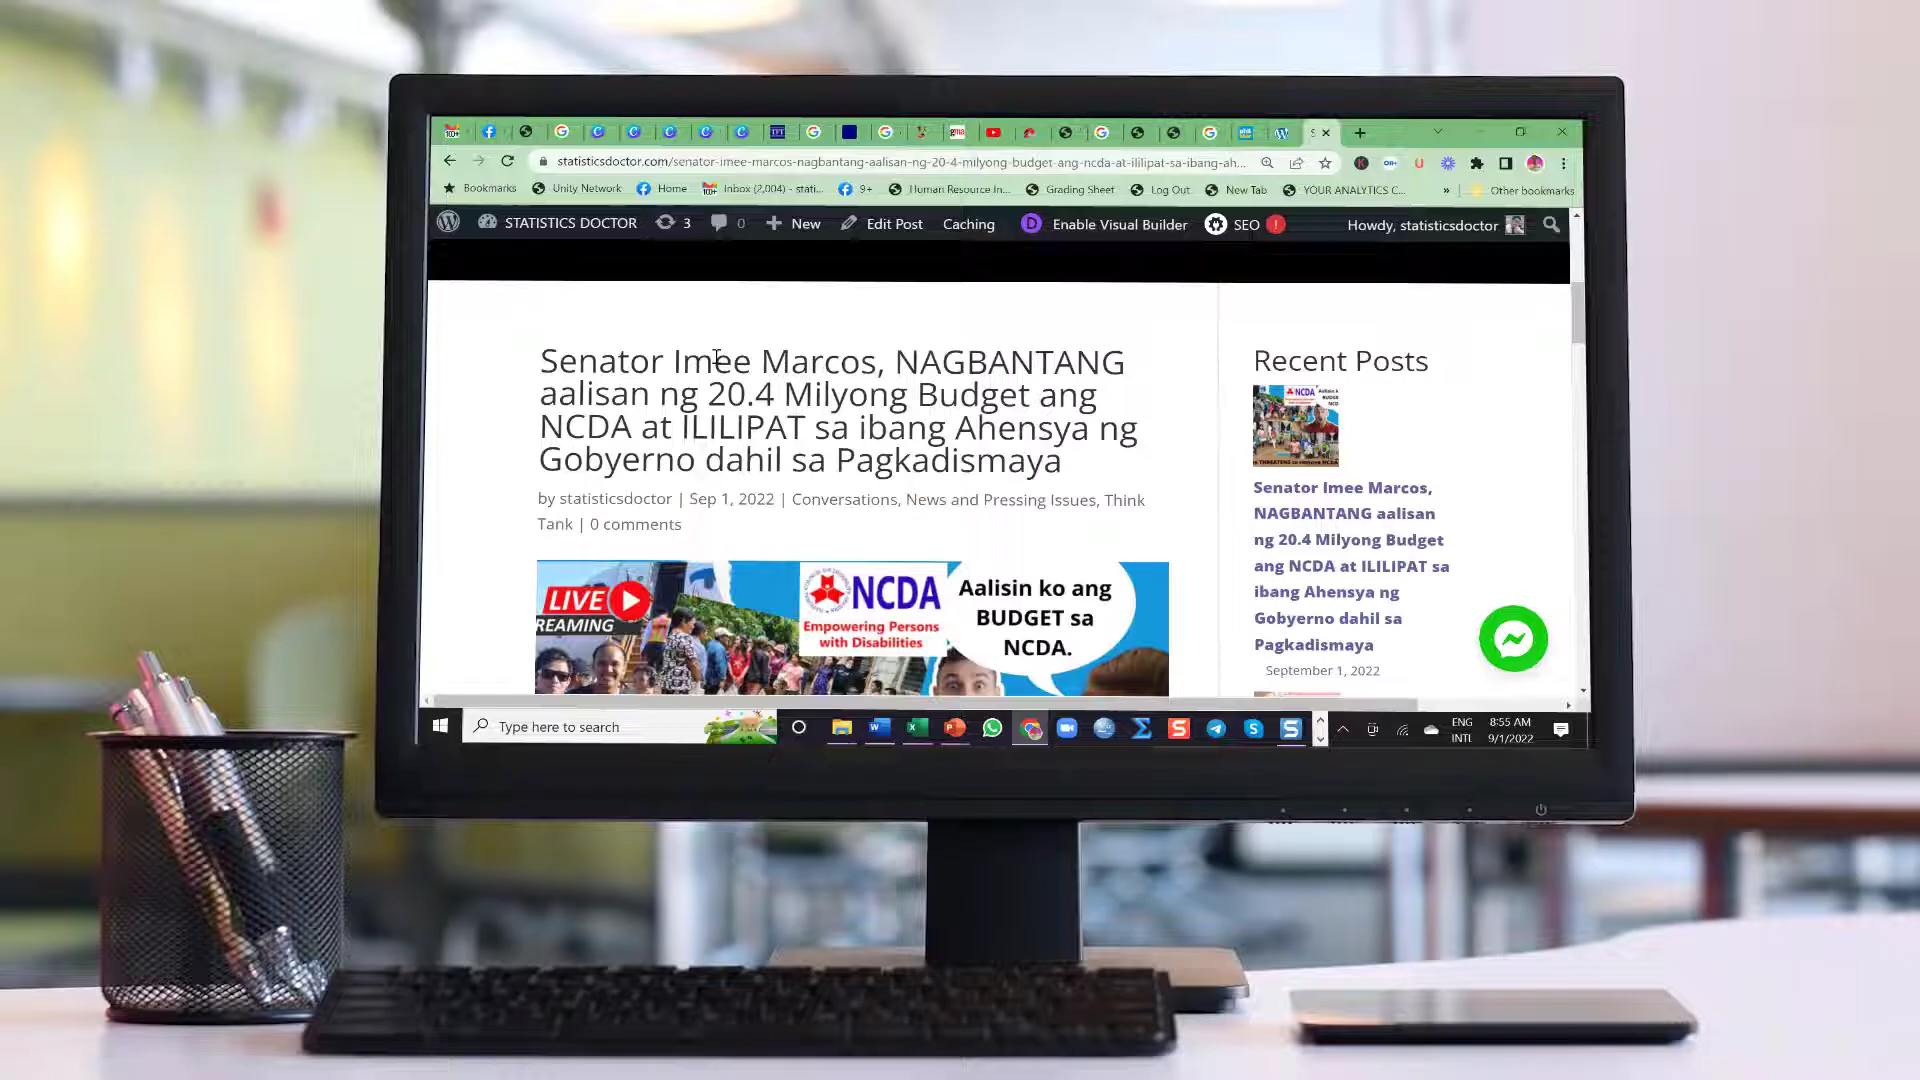 100+
TFT
gma
S
statisticsdoctor.com/senator-imee-marcos-nagbantang-aalisan-ng-20-4-milyong-budget-ang-ncda-at-ililipat-sa-ibang-ah...
Bookmarks Unity Network Home Inbox (2,004) - stati... 9+ Human Resource In... Grading Sheet Log Out New Tab YOUR ANALYTICS C... » Other bookmarks
STATISTICS DOCTOR 3 0 + New Edit Post Caching D Enable Visual Builder SEO ! Howdy, statisticsdoctor
Senator Imee Marcos, NAGBANTANG
aalisan ng 20.4 Milyong Budget ang
NCDA at ILILIPAT sa ibang Ahensya ng
Gobyerno dahil sa Pagkadismaya
by statisticsdoctor | Sep 1, 2022 | Conversations, News and Pressing Issues, Think
Tank | 0 comments
LIVE
REAMING
NCDA
Empowering Persons
with Disabilities
Aalisin ko ang
BUDGET sa
NCDA.
Recent Posts
NCDA
Senator Imee Marcos,
NAGBANTANG aalisan
ng 20.4 Milyong Budget
ang NCDA at ILILIPAT sa
ibang Ahensya ng
Gobyerno dahil sa
Pagkadismaya
September 1, 2022
Type here to search
ENG
INTL
8:55 AM
9/1/2022